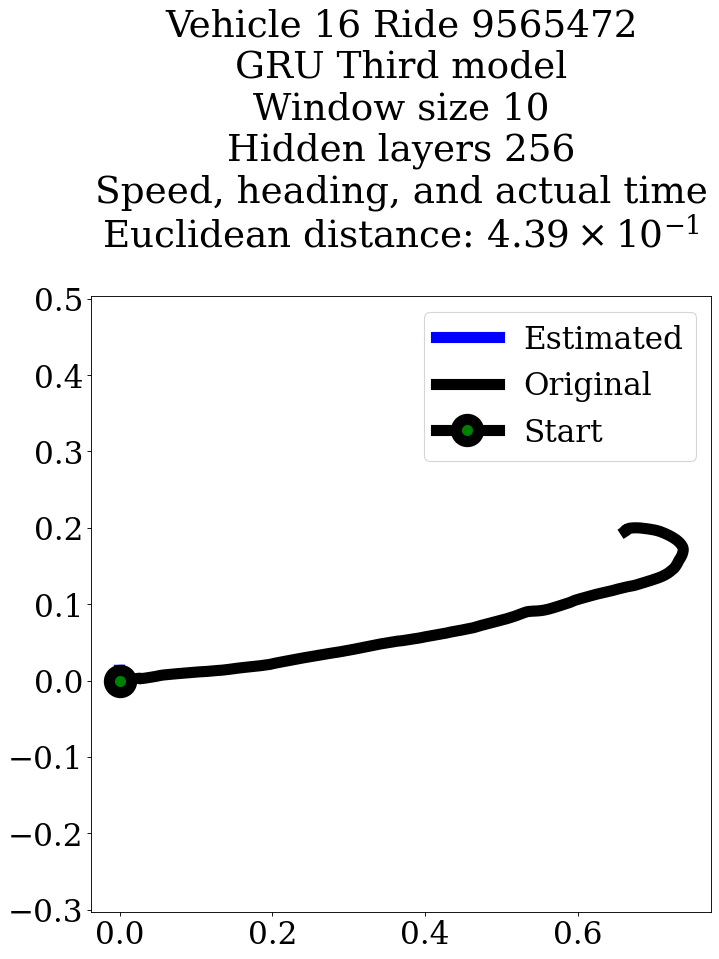 Vehicle 16 Ride 9565472
GRU Third model
Window size 10
Hidden layers 256
Speed, heading, and actual time
Euclidean distance: 4.39 × 10⁻¹
Estimated
Original
Start
0.5
0.4
0.3
0.2
0.1
0.0
−0.1
−0.2
−0.3
0.0 0.2 0.4 0.6